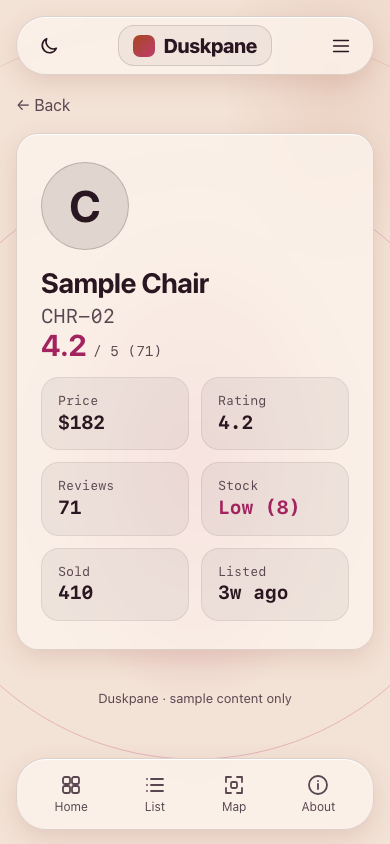 Duskpane
← Back
C
Sample Chair
CHR—02
4.2 / 5 (71)
Price
$182
Rating
4.2
Reviews
71
Stock
Low (8)
Sold
410
Listed
3w ago
Duskpane · sample content only
Home
List
Map
About